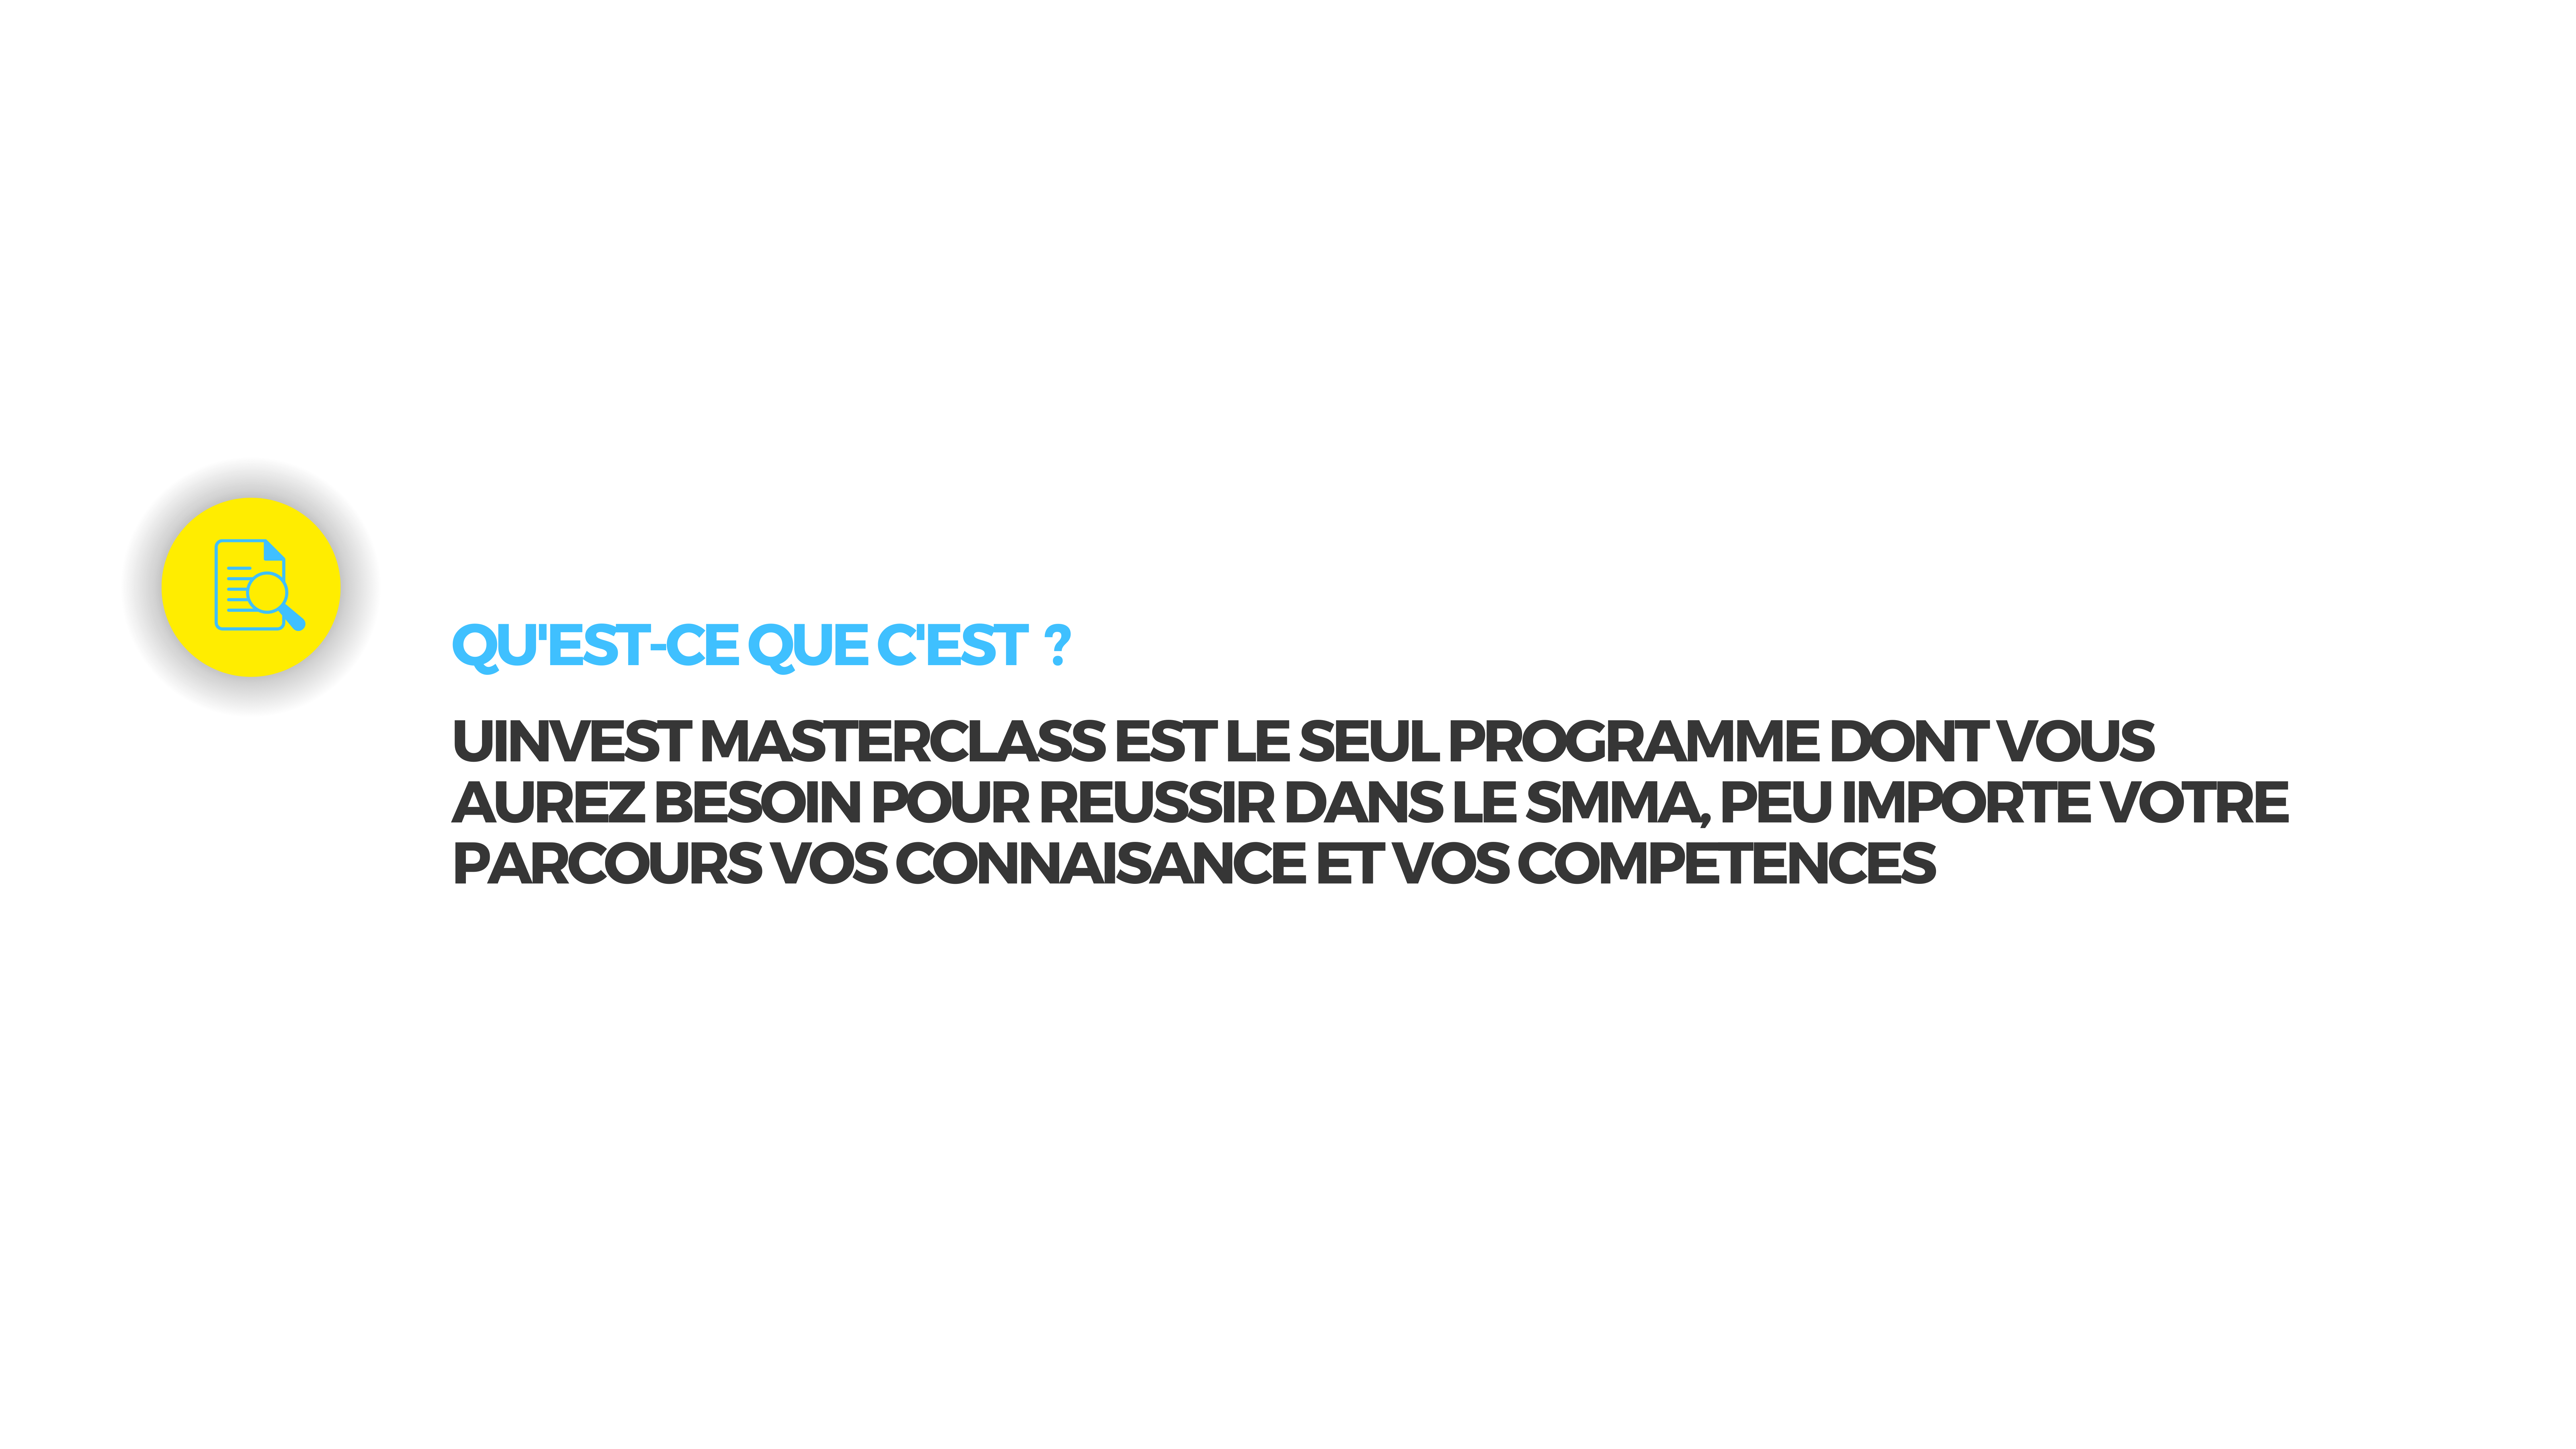 QU'EST-CE QUE C'EST ?
UINVEST MASTERCLASS EST LE SEUL PROGRAMME DONT VOUS
AUREZ BESOIN POUR REUSSIR DANS LE SMMA, PEU IMPORTE VOTRE
PARCOURS VOS CONNAISANCE ET VOS COMPETENCES